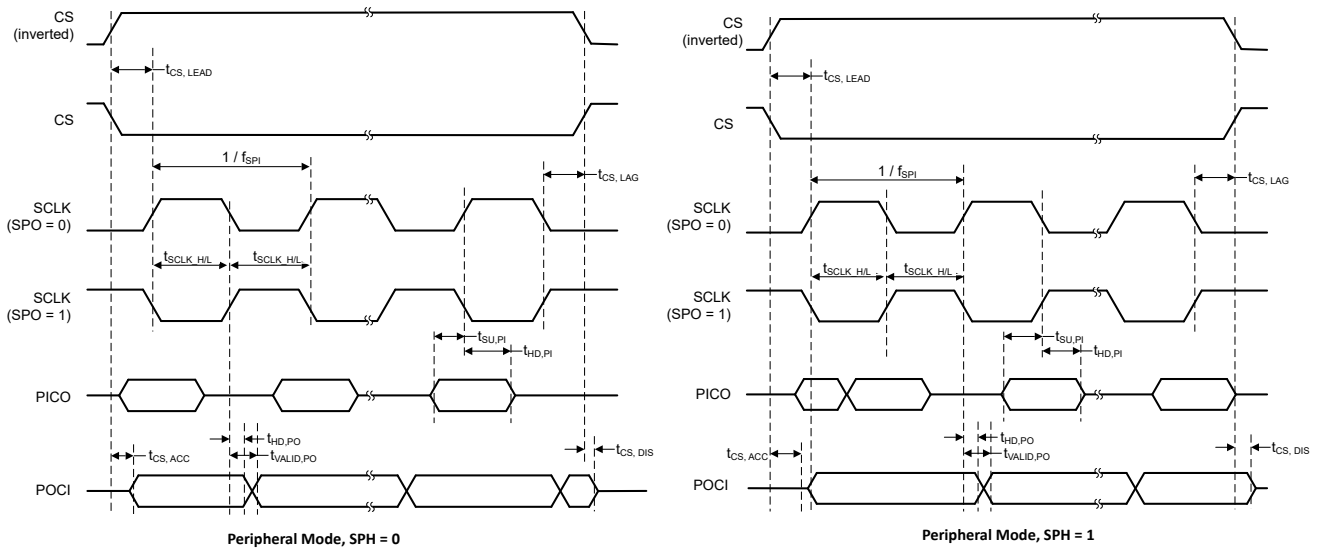 CS
(inverted)
tCS, LEAD
CS
1 / fSPI
tCS, LAG
SCLK
(SPO = 0)
tSCLK_H/L
tSCLK_H/L
SCLK
(SPO = 1)
tSU,PI
tHD,PI
PICO
tHD,PO
tCS, ACC
tVALID,PO
tCS, DIS
POCI
Peripheral Mode, SPH = 0
CS
(inverted)
tCS, LEAD
CS
1 / fSPI
tCS, LAG
SCLK
(SPO = 0)
tSCLK_H/L
tSCLK_H/L
SCLK
(SPO = 1)
tSU,PI
tHD,PI
PICO
tHD,PO
tCS, ACC
tVALID,PO
tCS, DIS
POCI
Peripheral Mode, SPH = 1